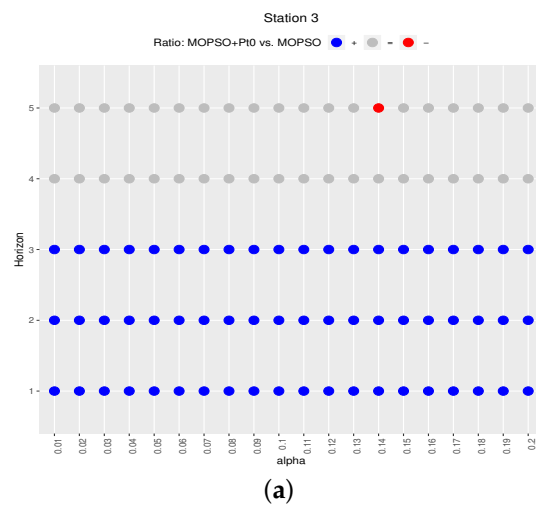 Station 3
Ratio: MOPSO+Pt0 vs. MOPSO + = −
Horizon
5
4
3
2
1
0.01 0.02 0.03 0.04 0.05 0.06 0.07 0.08 0.09 0.1 0.11 0.12 0.13 0.14 0.15 0.16 0.17 0.18 0.19 0.2
alpha
(a)